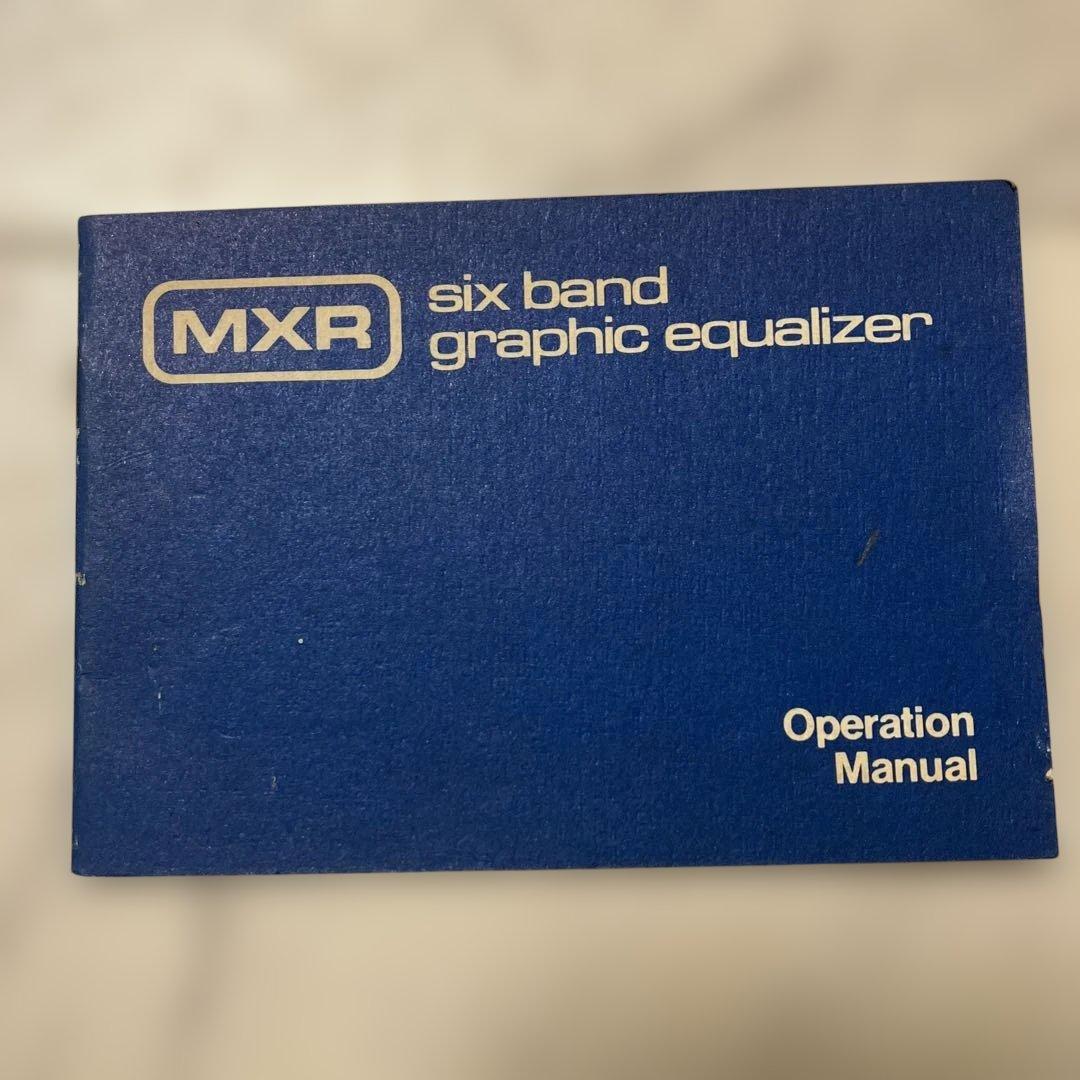 MXR
six band
graphic equalizer
Operation
Manual